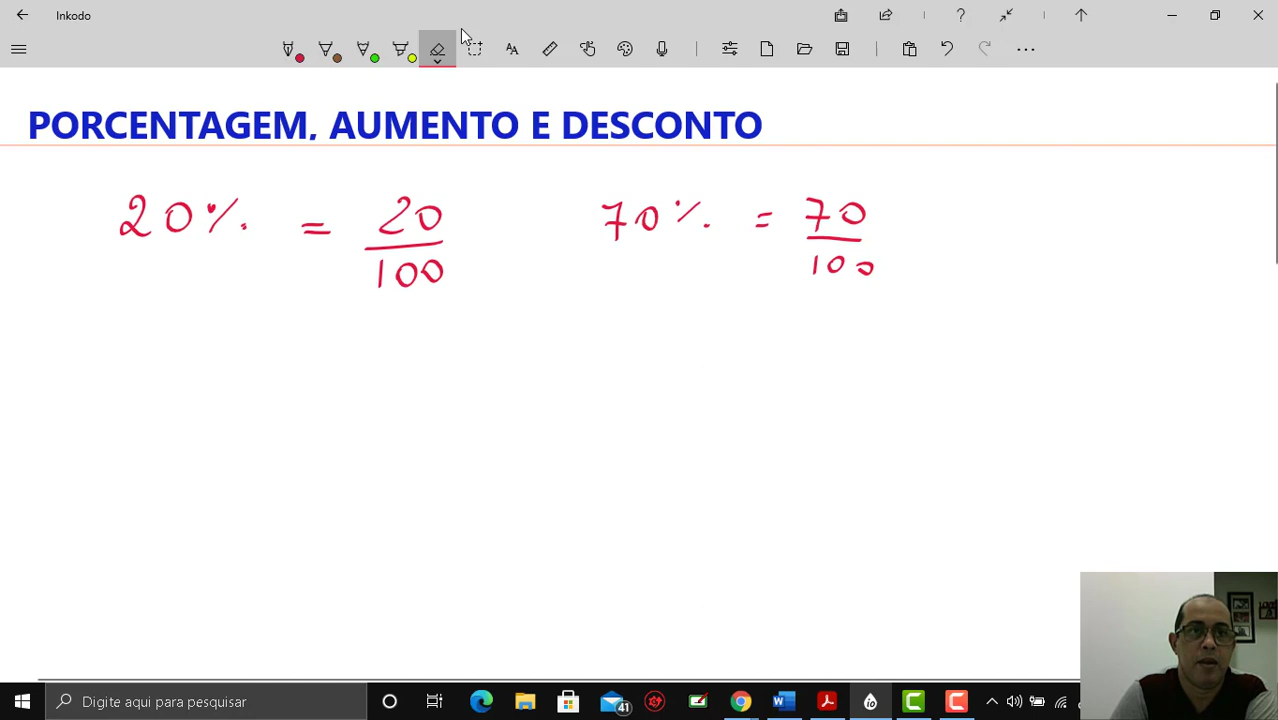 Inkodo
PORCENTAGEM, AUMENTO E DESCONTO
20% = 20/100 70% = 70/100
Digite aqui para pesquisar
41